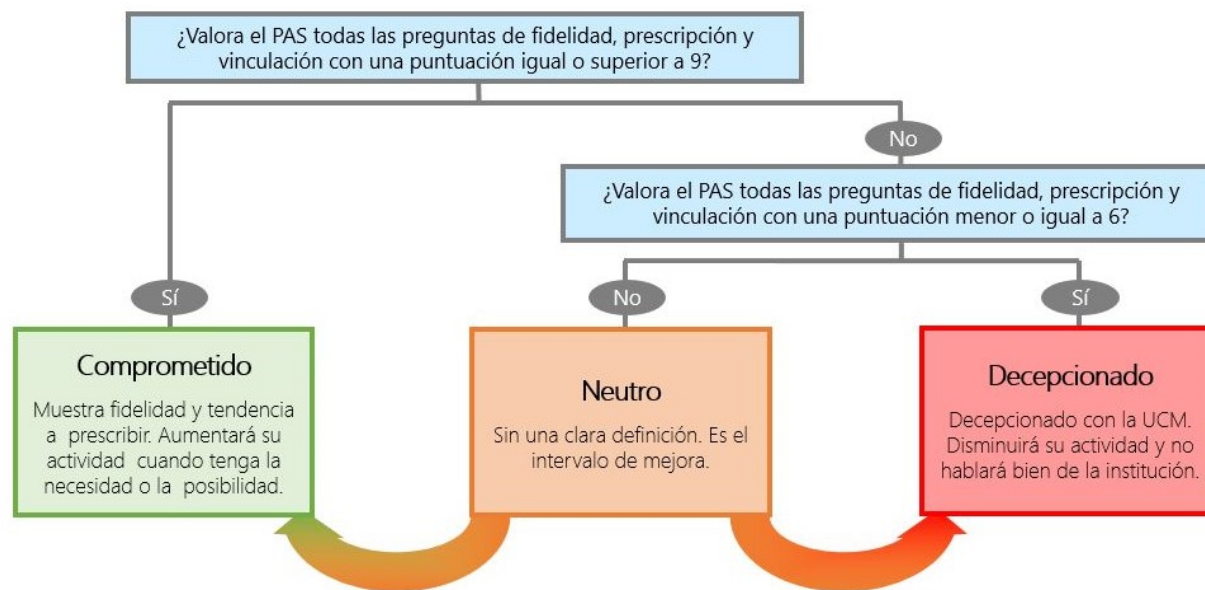 ¿Valora el PAS todas las preguntas de fidelidad, prescripción y
vinculación con una puntuación igual o superior a 9?
No
¿Valora el PAS todas las preguntas de fidelidad, prescripción y
vinculación con una puntuación menor o igual a 6?
Sí
No
Sí
Comprometido
Muestra fidelidad y tendencia
a prescribir. Aumentará su
actividad cuando tenga la
necesidad o la posibilidad.
Neutro
Sin una clara definición. Es el
intervalo de mejora.
Decepcionado
Decepcionado con la UCM.
Disminuirá su actividad y no
hablará bien de la institución.